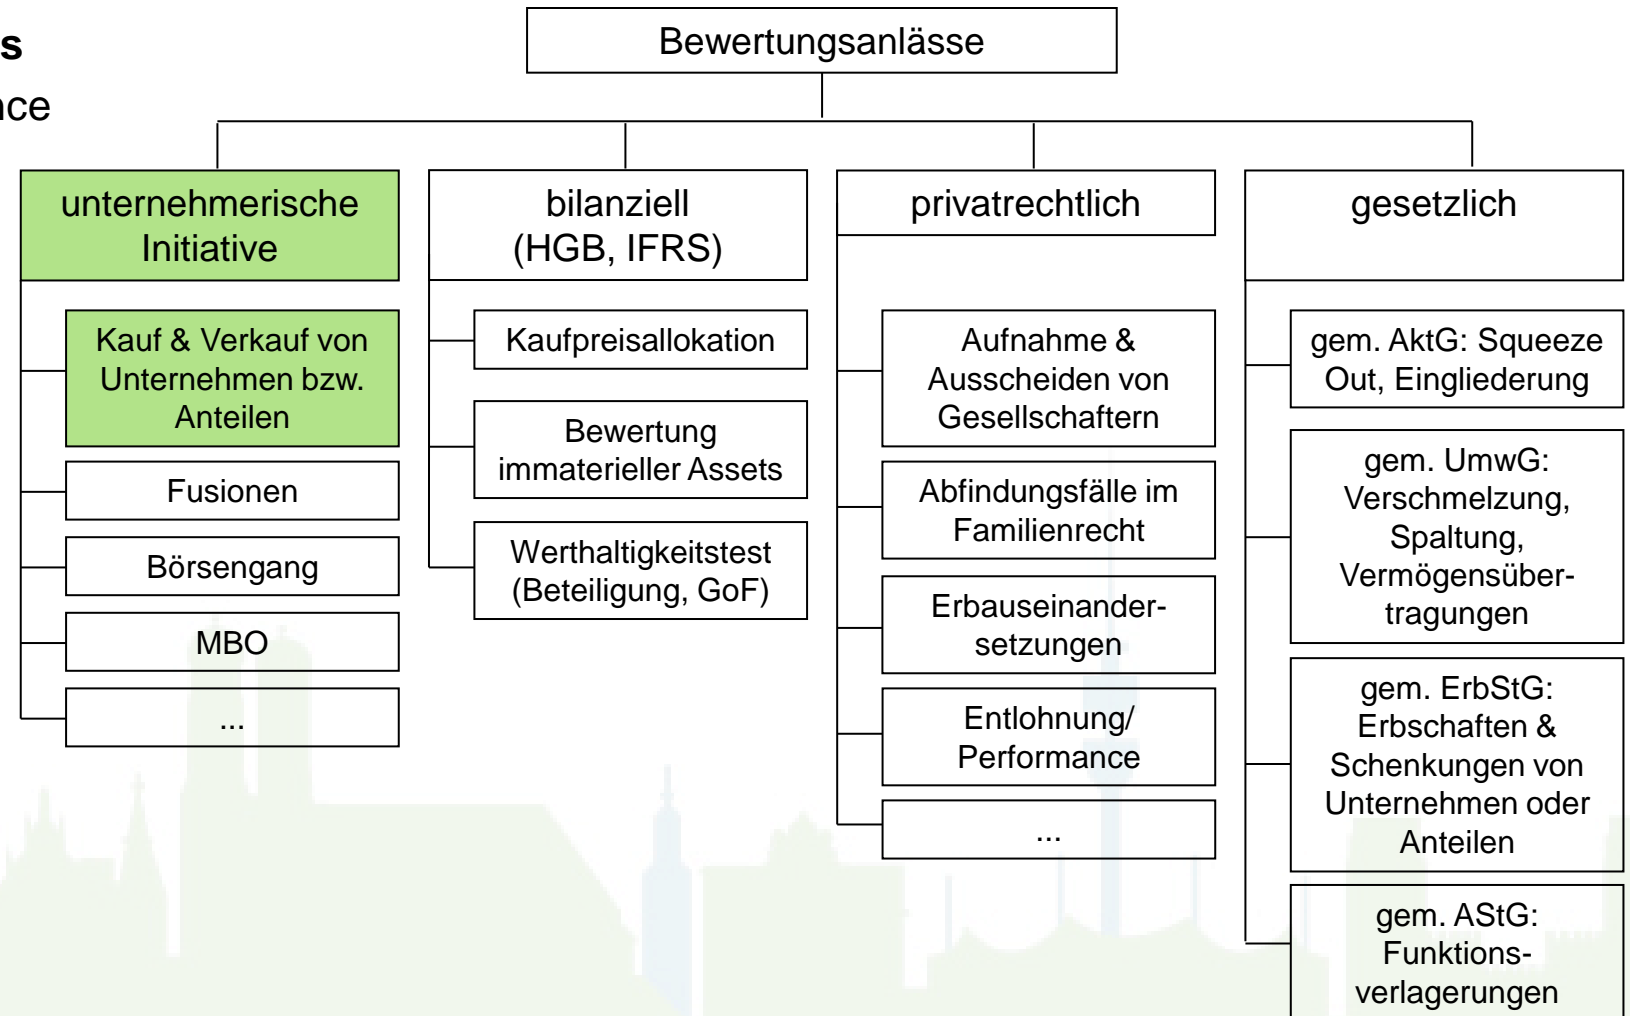 s
nce
Bewertungsanlässe
unternehmerische
Initiative
Kauf & Verkauf von
Unternehmen bzw.
Anteilen
Fusionen
Börsengang
MBO
...
bilanziell
(HGB, IFRS)
Kaufpreisallokation
Bewertung
immaterieller Assets
Werthaltigkeitstest
(Beteiligung, GoF)
privatrechtlich
Aufnahme &
Ausscheiden von
Gesellschaftern
Abfindungsfälle im
Familienrecht
Erbauseinander-
setzungen
Entlohnung/
Performance
...
gesetzlich
gem. AktG: Squeeze
Out, Eingliederung
gem. UmwG:
Verschmelzung,
Spaltung,
Vermögensüber-
tragungen
gem. ErbStG:
Erbschaften &
Schenkungen von
Unternehmen oder
Anteilen
gem. AStG:
Funktions-
verlagerungen